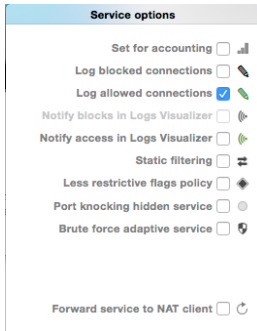 Service options
Set for accounting
Log blocked connections
Log allowed connections
Notify blocks in Logs Visualizer
Notify access in Logs Visualizer
Static filtering
Less restrictive flags policy
Port knocking hidden service
Brute force adaptive service
Forward service to NAT client